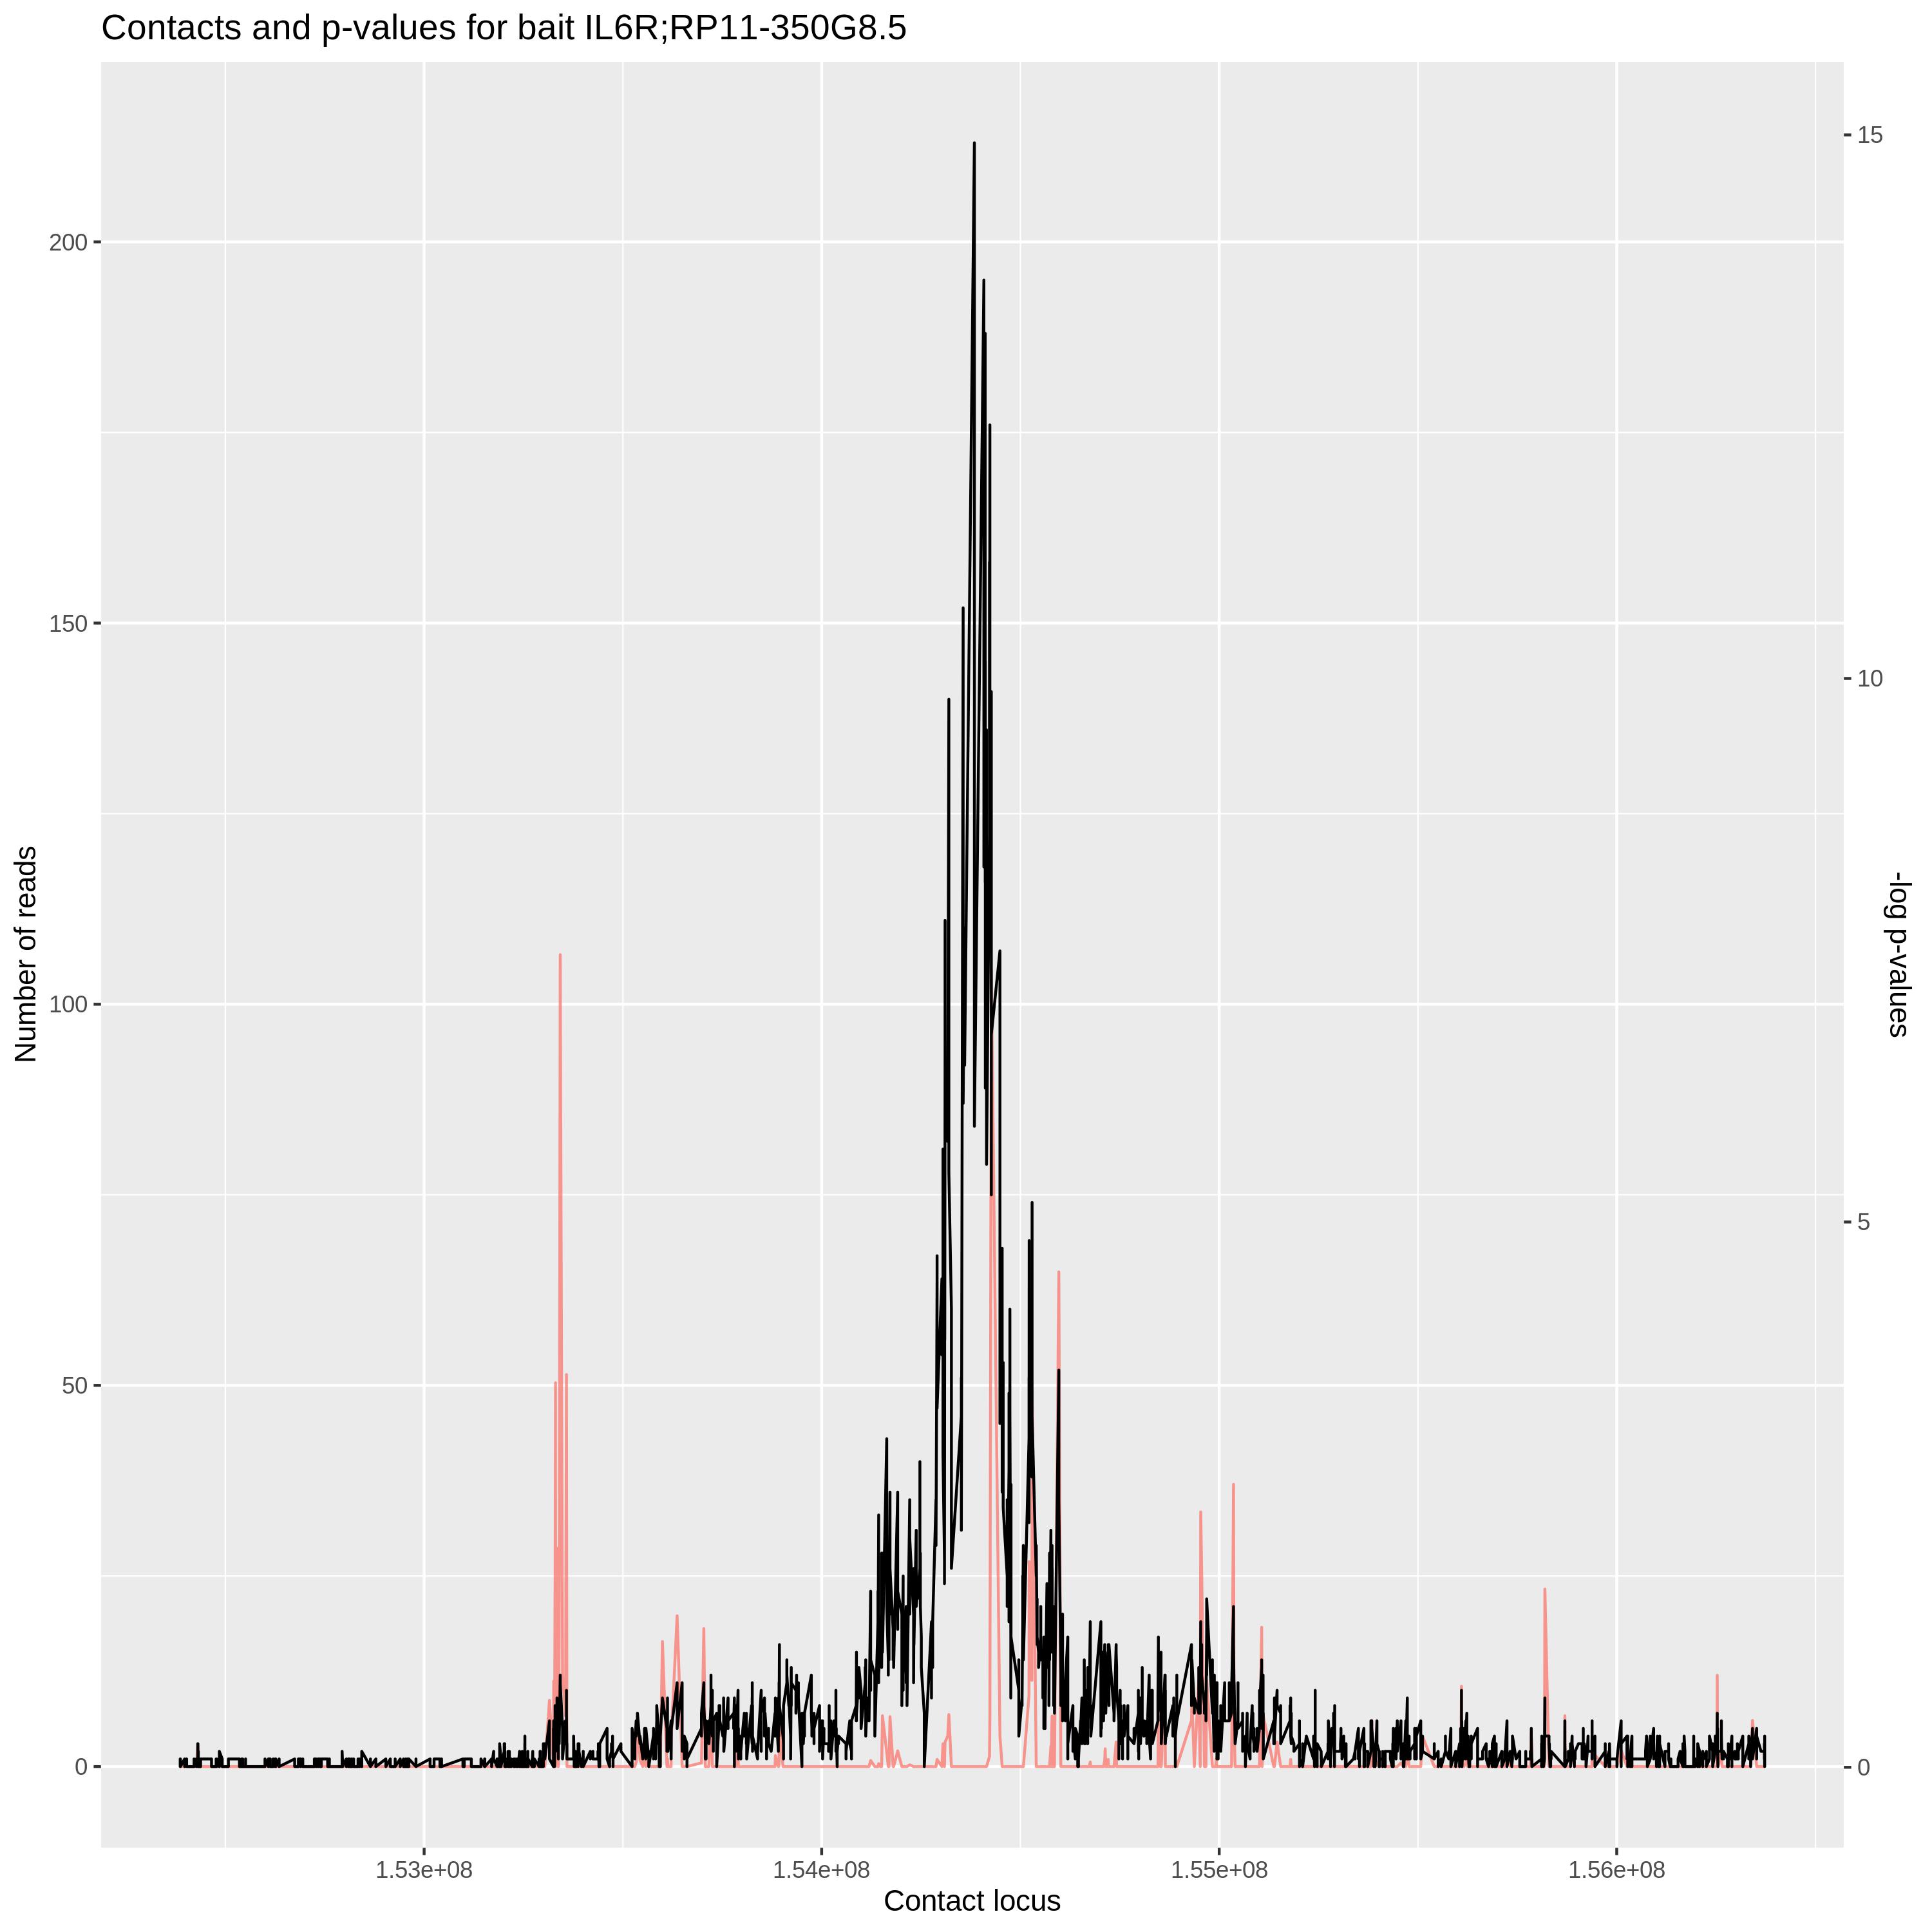 Contacts and p-values for bait IL6R;RP11-350G8.5
Number of reads
200
150
100
50
0
15
10
5
0
-log p-values
1.53e+08
1.54e+08
1.55e+08
1.56e+08
Contact locus